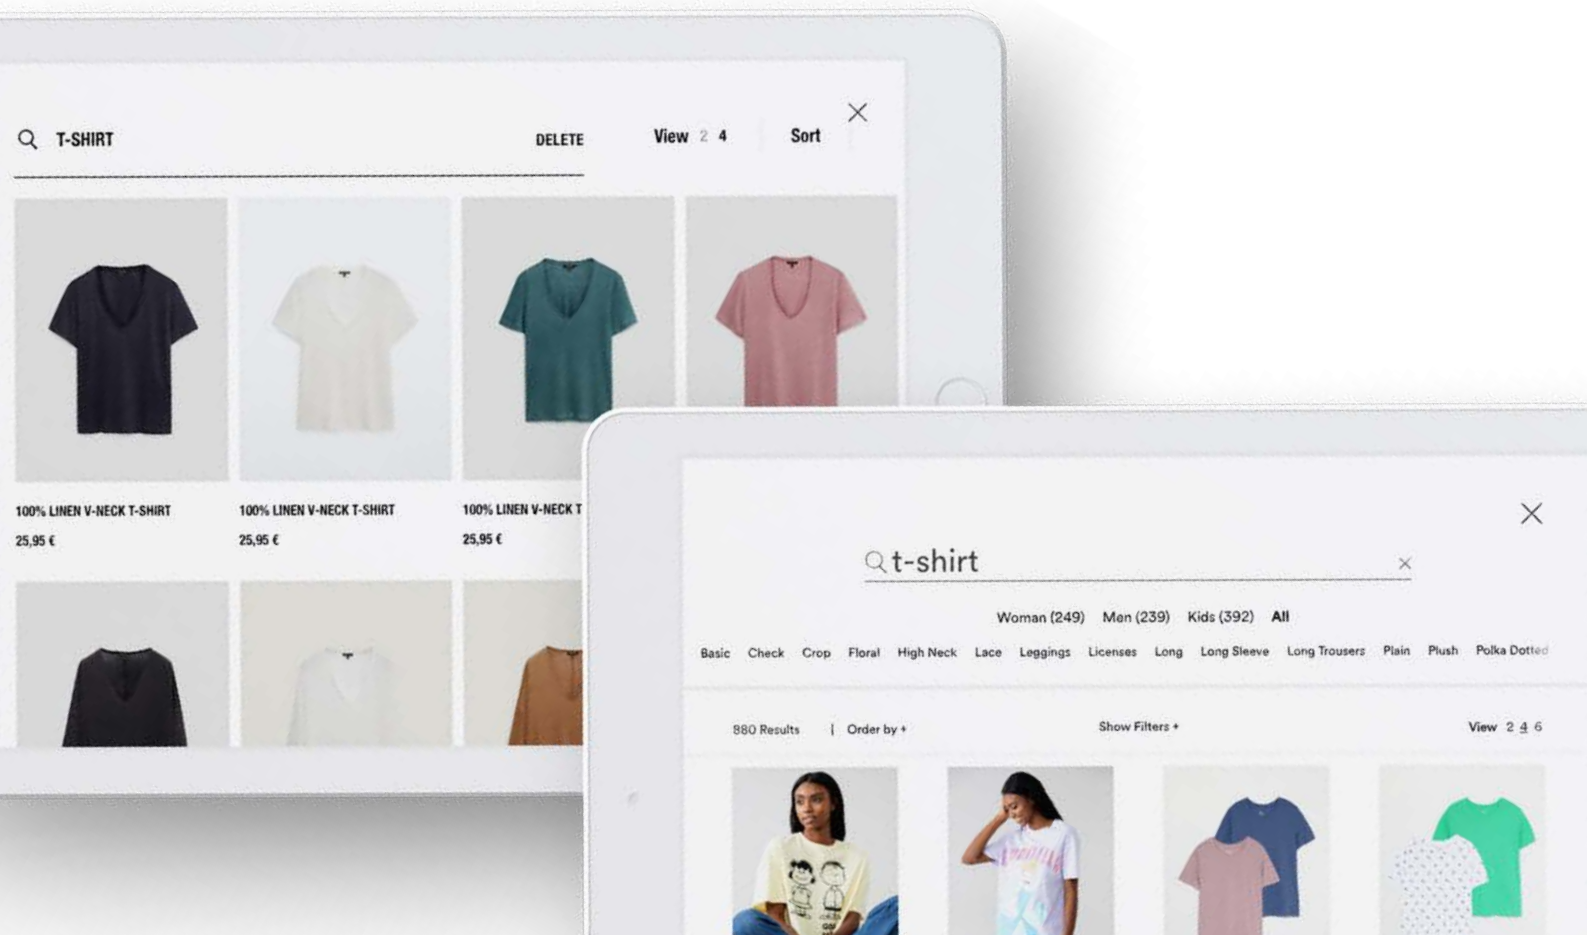 T-SHIRT
DELETE
View 2 4
Sort
100% LINEN V-NECK T-SHIRT
25,95 €
100% LINEN V-NECK T-SHIRT
25,95 €
100% LINEN V-NECK T
25,95 €
t-shirt
Woman (249) Men (239) Kids (392) All
Basic Check Crop Floral High Neck Lace Leggings Licenses Long Long Sleeve Long Trousers Plain Plush Polka Dotted
880 Results | Order by + Show Filters + View 2 4 6